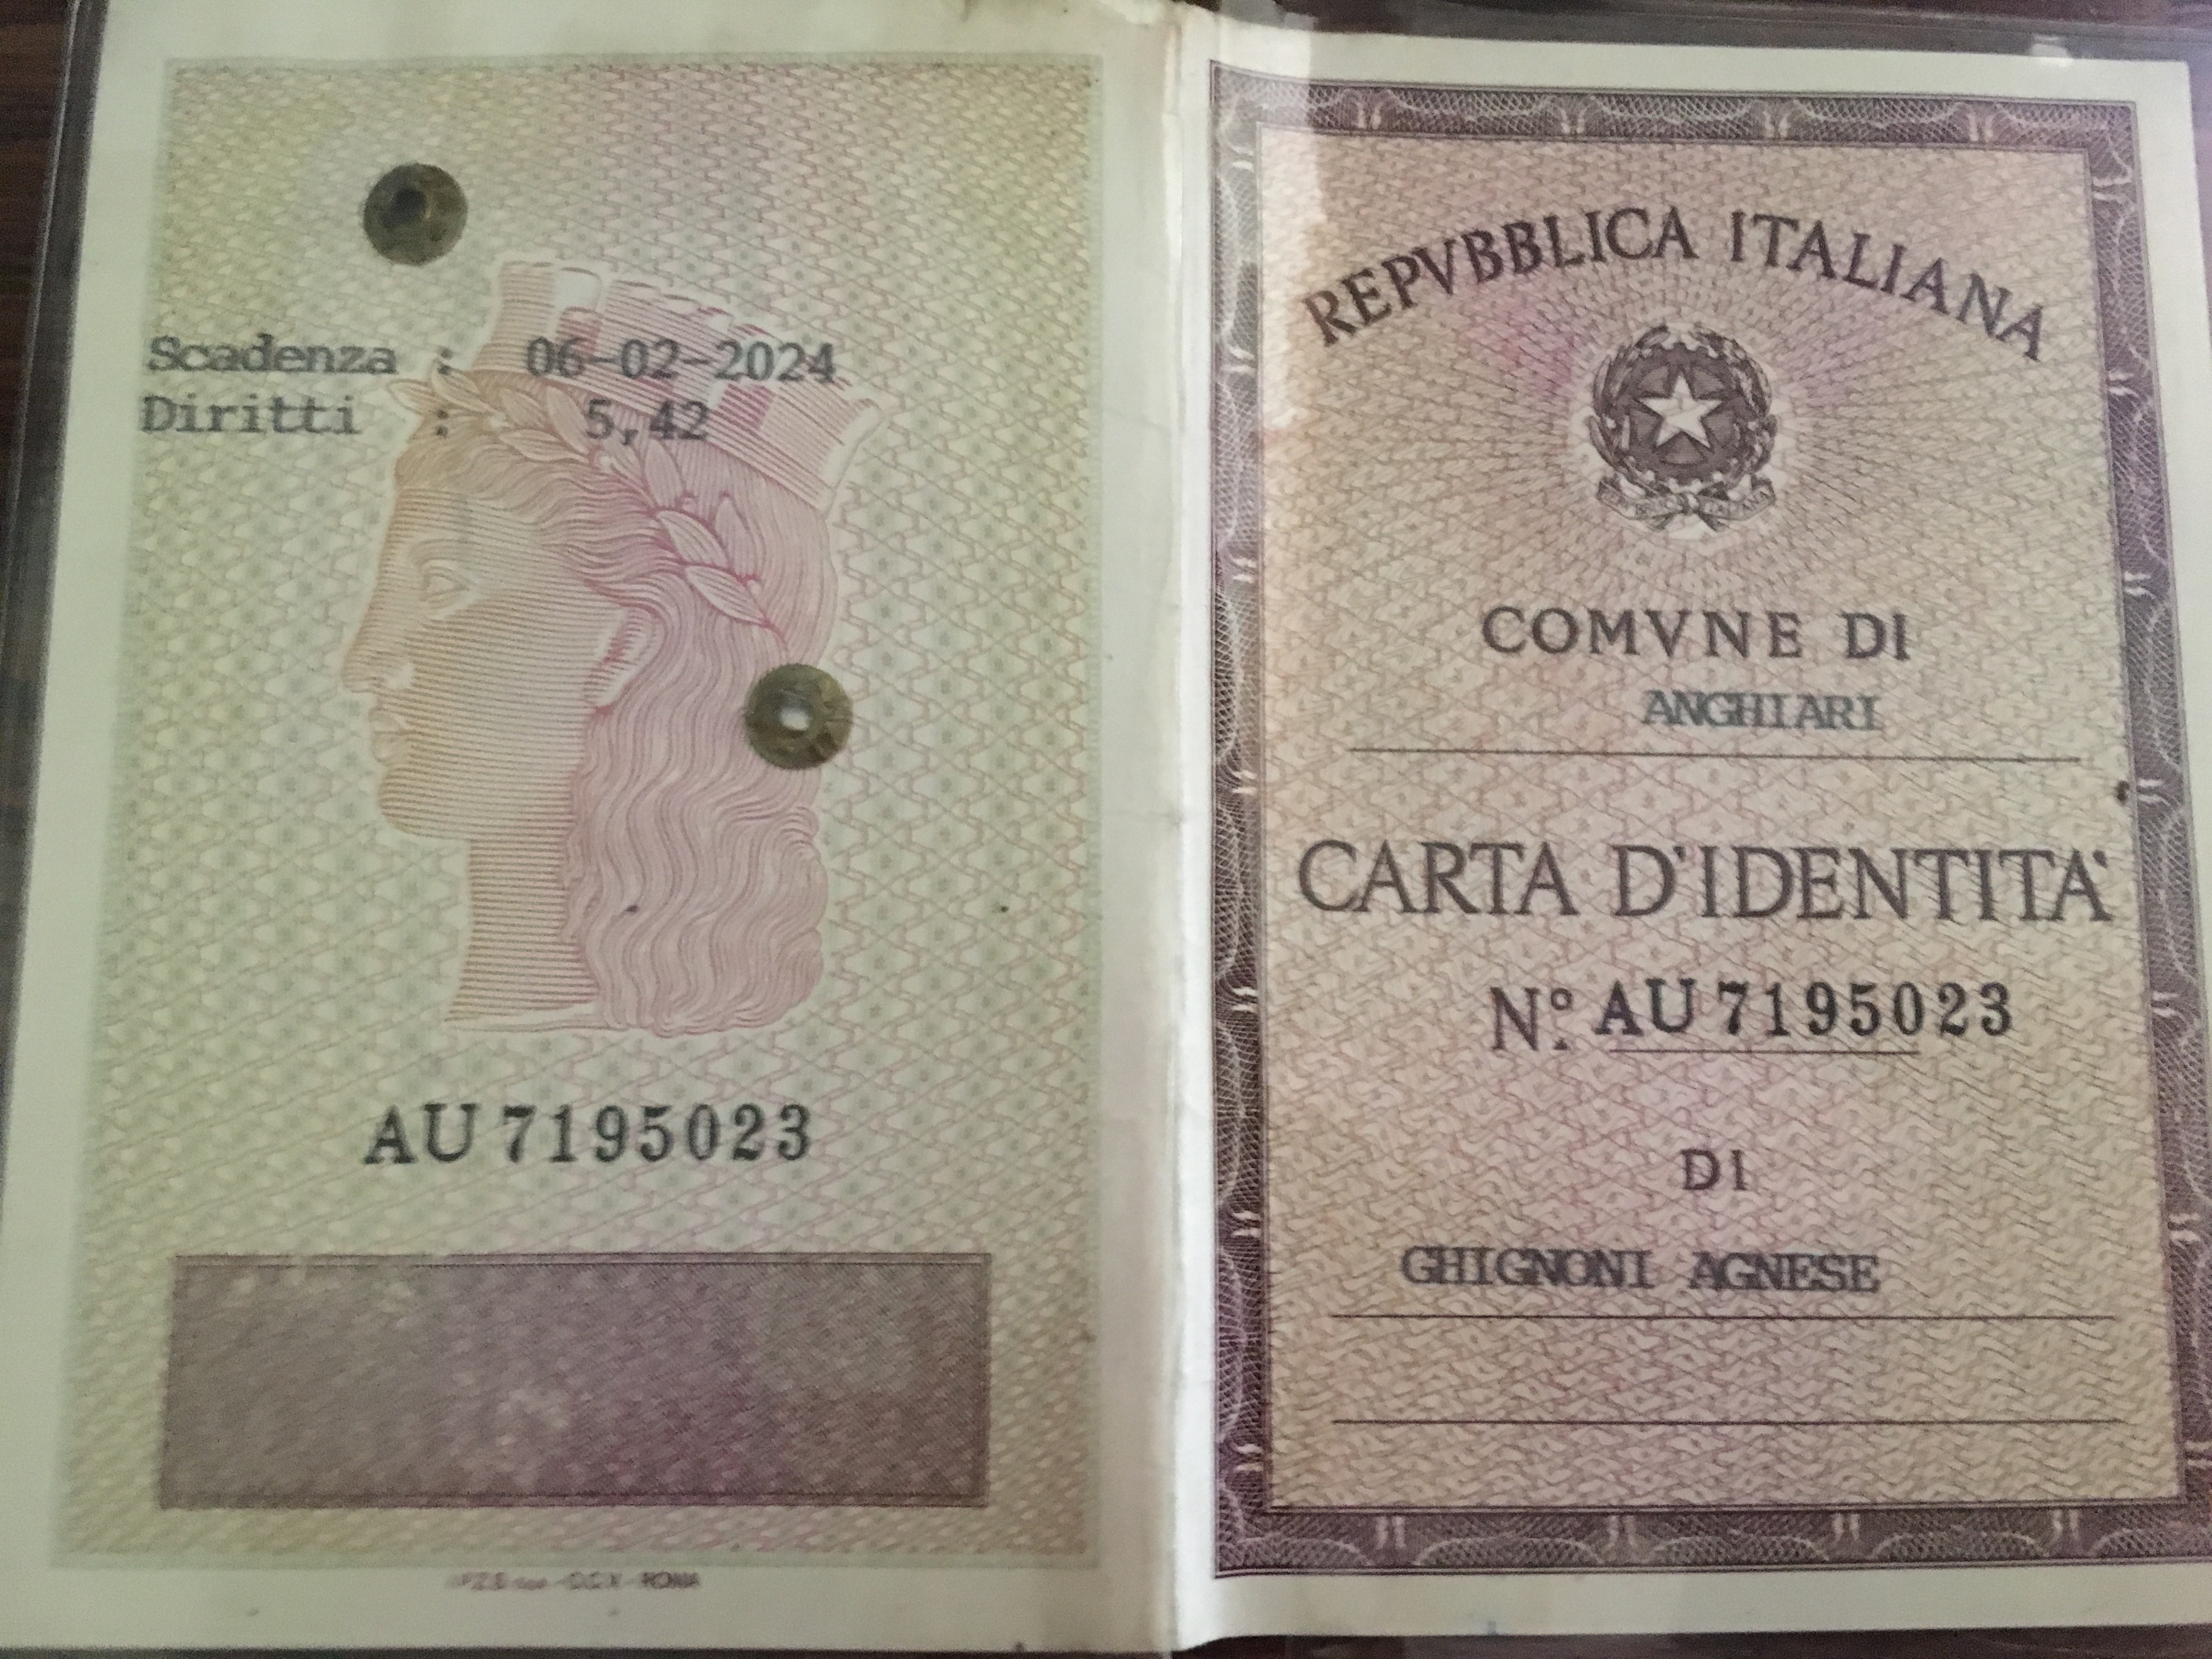 Scadenza : 06-02-2024
Diritti : 5,42
AU 7195023
REPVBBLICA ITALIANA
COMVNE DI
ANGHIARI
CARTA D'IDENTITA'
N° AU 7195023
DI
GHIGNONI AGNESE